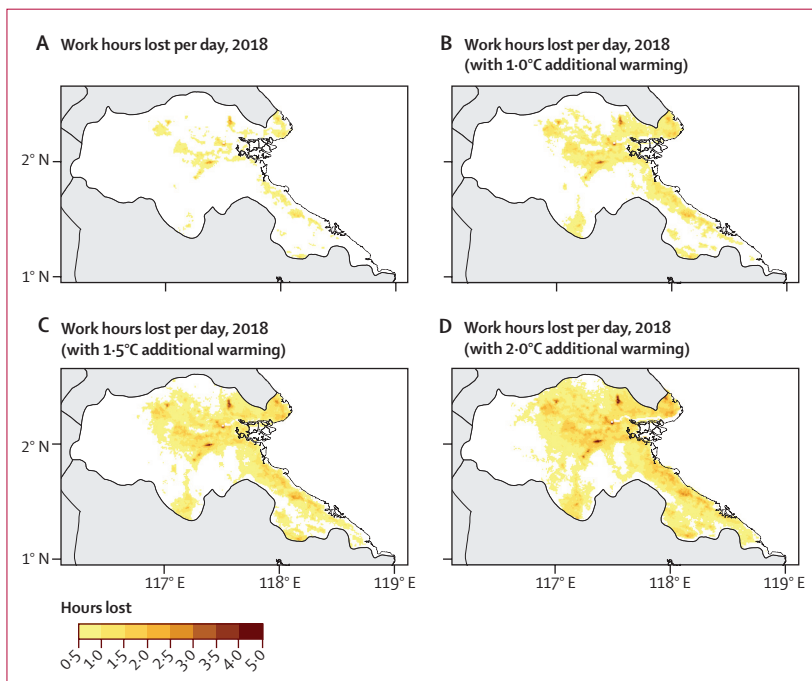 A Work hours lost per day, 2018
B Work hours lost per day, 2018
(with 1·0°C additional warming)
2° N
1° N
C Work hours lost per day, 2018
(with 1·5°C additional warming)
D Work hours lost per day, 2018
(with 2·0°C additional warming)
2° N
1° N
117° E 118° E 119° E
117° E 118° E 119° E
Hours lost
0·5 1·0 1·5 2·0 2·5 3·0 3·5 4·0 5·0